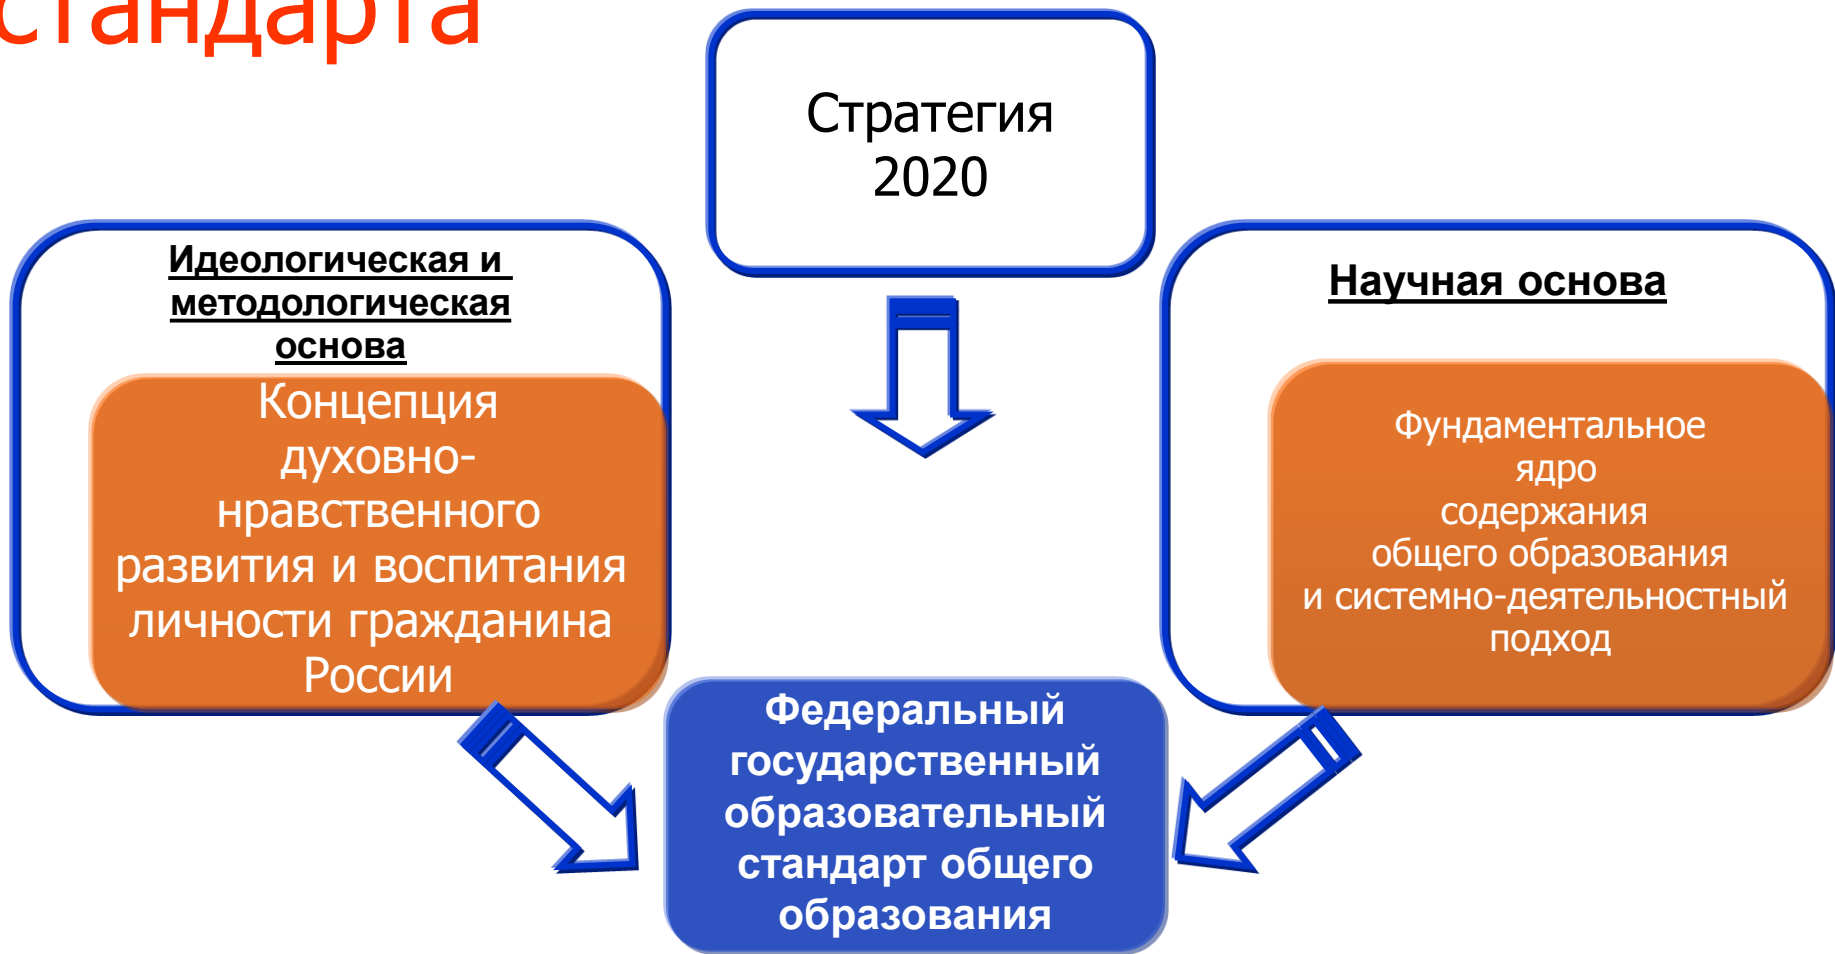 стандарта
Стратегия
2020
Идеологическая и
методологическая
основа
Концепция
духовно-
нравственного
развития и воспитания
личности гражданина
России
Научная основа
Фундаментальное
ядро
содержания
общего образования
и системно-деятельностный
подход
Федеральный
государственный
образовательный
стандарт общего
образования